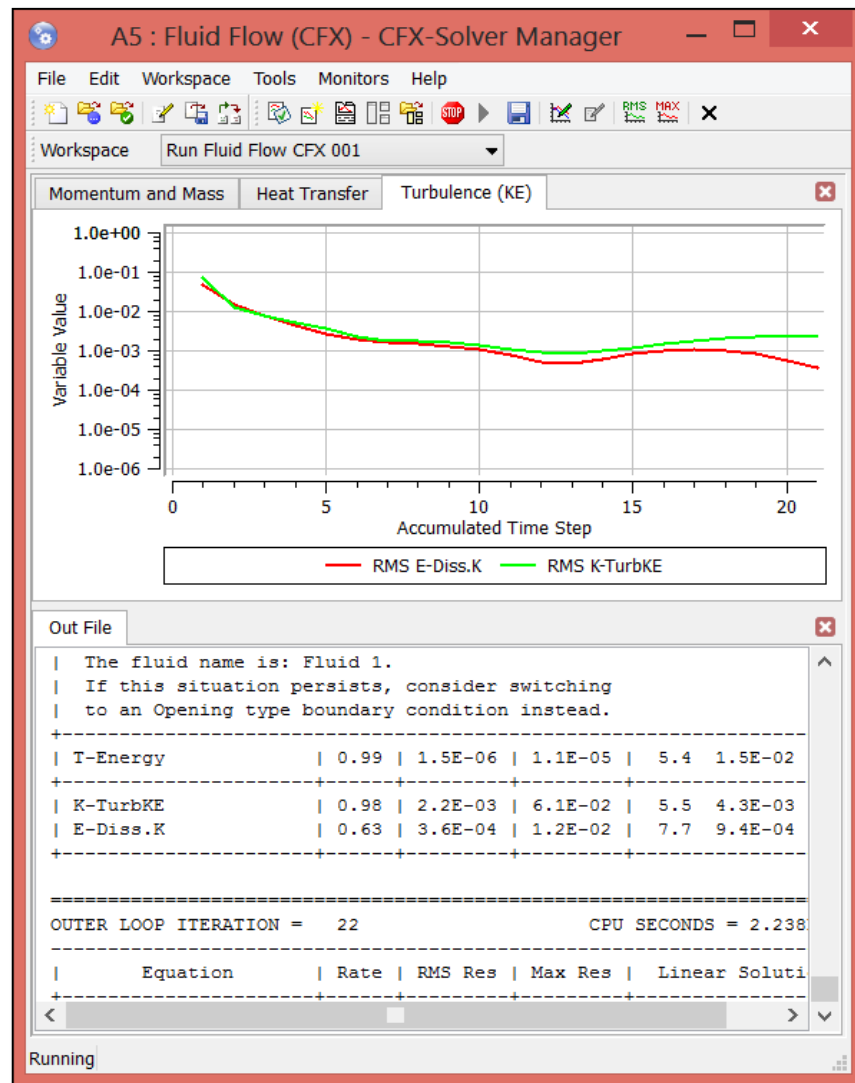 A5 : Fluid Flow (CFX) - CFX-Solver Manager
File Edit Workspace Tools Monitors Help
STOP RMS MAX
Workspace Run Fluid Flow CFX 001
Momentum and Mass Heat Transfer Turbulence (KE)
1.0e+00
1.0e-01
1.0e-02
1.0e-03
1.0e-04
1.0e-05
1.0e-06
Variable Value
0 5 10 15 20
Accumulated Time Step
RMS E-Diss.K RMS K-TurbKE
Out File
| The fluid name is: Fluid 1.
| If this situation persists, consider switching
| to an Opening type boundary condition instead.
+----------------------+------+---------+---------+------------------
| T-Energy | 0.99 | 1.5E-06 | 1.1E-05 | 5.4 1.5E-02
+----------------------+------+---------+---------+------------------
| K-TurbKE | 0.98 | 2.2E-03 | 6.1E-02 | 5.5 4.3E-03
| E-Diss.K | 0.63 | 3.6E-04 | 1.2E-02 | 7.7 9.4E-04
+----------------------+------+---------+---------+------------------
======================================================================
OUTER LOOP ITERATION = 22 CPU SECONDS = 2.238
----------------------------------------------------------------------
| Equation | Rate | RMS Res | Max Res | Linear Soluti
+----------------------+------+---------+---------+------------------
Running